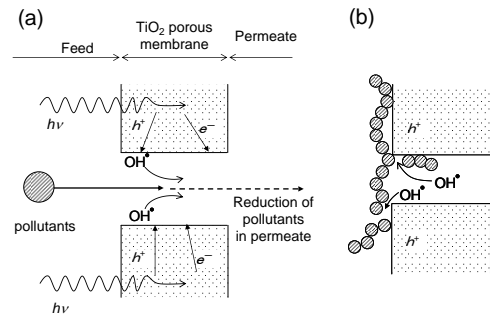 (a)
TiO2 porous
membrane
Feed
Permeate
hν
h+
e−
OH•
pollutants
OH•
Reduction of
pollutants
in permeate
h+
e−
hν
(b)
h+
OH•
OH•
h+